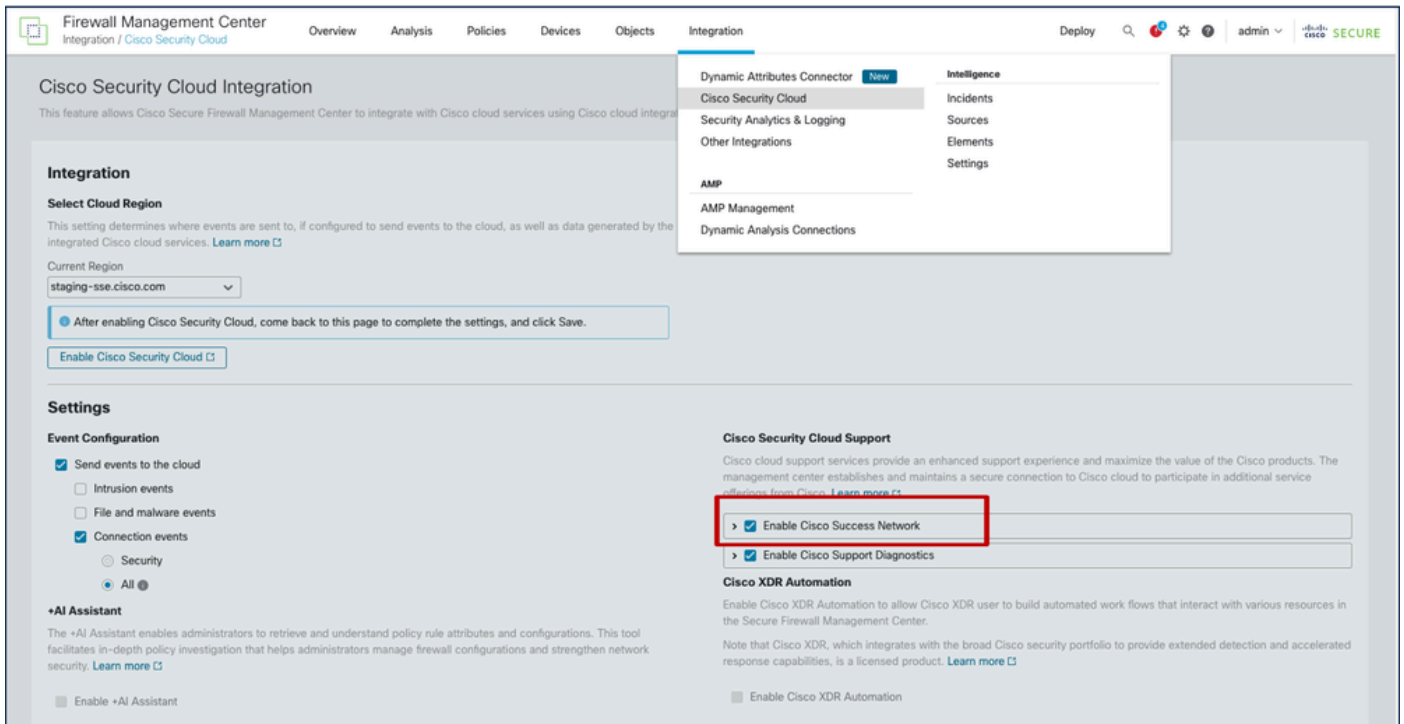 Firewall Management Center
Integration / Cisco Security Cloud
Overview
Analysis
Policies
Devices
Objects
Integration
Deploy
admin
cisco SECURE
Dynamic Attributes Connector New
Cisco Security Cloud
Security Analytics & Logging
Other Integrations
AMP
AMP Management
Dynamic Analysis Connections
Intelligence
Incidents
Sources
Elements
Settings
Cisco Security Cloud Integration
This feature allows Cisco Secure Firewall Management Center to integrate with Cisco cloud services using Cisco cloud
Integration
Select Cloud Region
This setting determines where events are sent to, if configured to send events to the cloud, as well as data generated by the
integrated Cisco cloud services. Learn more
Current Region
staging-sse.cisco.com
After enabling Cisco Security Cloud, come back to this page to complete the settings, and click Save.
Enable Cisco Security Cloud
Settings
Event Configuration
Send events to the cloud
Intrusion events
File and malware events
Connection events
Security
All
+AI Assistant
The +AI Assistant enables administrators to retrieve and understand policy rule attributes and configurations. This tool
facilitates in-depth policy investigation that helps administrators manage firewall configurations and strengthen network
security. Learn more
Enable +AI Assistant
Cisco Security Cloud Support
Cisco cloud support services provide an enhanced support experience and maximize the value of the Cisco products. The
management center establishes and maintains a secure connection to Cisco cloud to participate in additional service
offerings from Cisco. Learn more
Enable Cisco Success Network
Enable Cisco Support Diagnostics
Cisco XDR Automation
Enable Cisco XDR Automation to allow Cisco XDR user to build automated work flows that interact with various resources in
the Secure Firewall Management Center.
Note that Cisco XDR, which integrates with the broad Cisco security portfolio to provide extended detection and accelerated
response capabilities, is a licensed product. Learn more
Enable Cisco XDR Automation